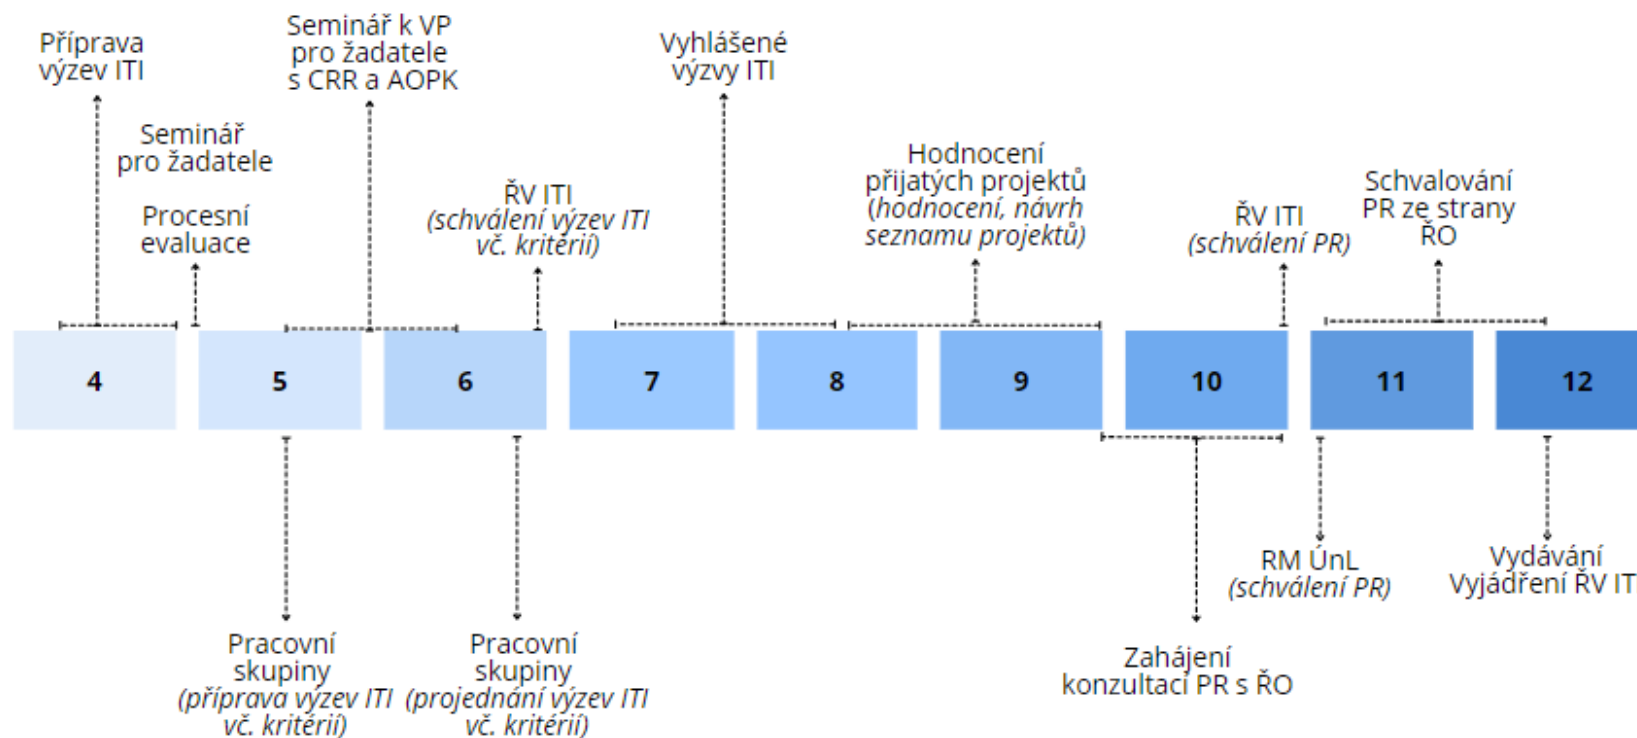 Příprava
výzev ITI
Seminář
pro žadatele
Procesní
evaluace
Seminář k VP
pro žadatele
s CRR a AOPK
ŘV ITI
(schválení výzev ITI
vč. kritérií)
Vyhlášené
výzvy ITI
Hodnocení
přijatých projektů
(hodnocení, návrh
seznamu projektů)
ŘV ITI
(schválení PR)
Schvalování
PR ze strany
ŘO
4
5
6
7
8
9
10
11
12
Pracovní
skupiny
(příprava výzev ITI
vč. kritérií)
Pracovní
skupiny
(projednání výzev ITI
vč. kritérií)
Zahájení
konzultací PR s ŘO
RM ÚnL
(schválení PR)
Vydávání
Vyjádření ŘV IT